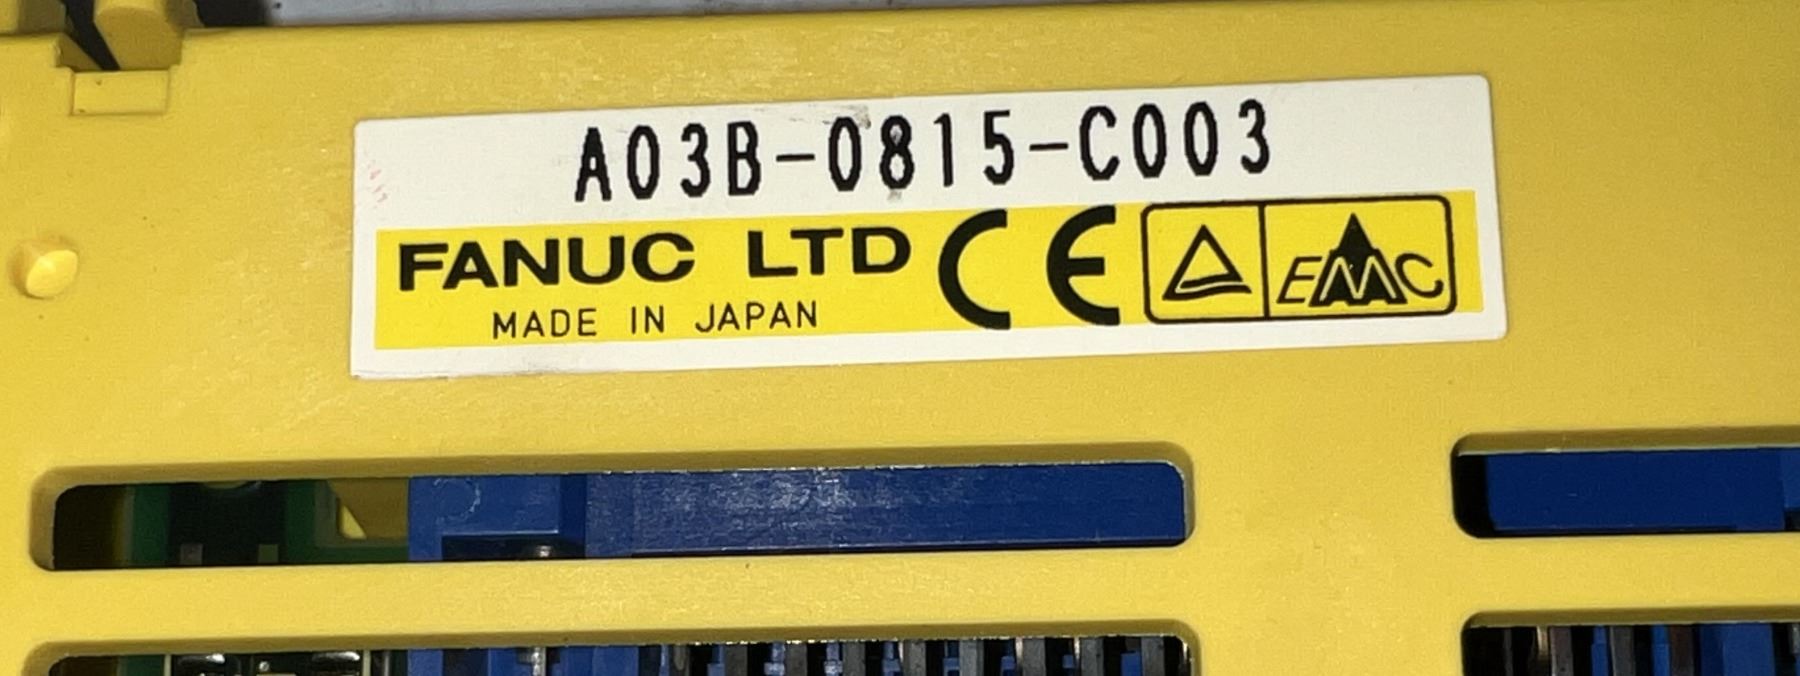 A03B-0815-C003
FANUC LTD CE EMC
MADE IN JAPAN